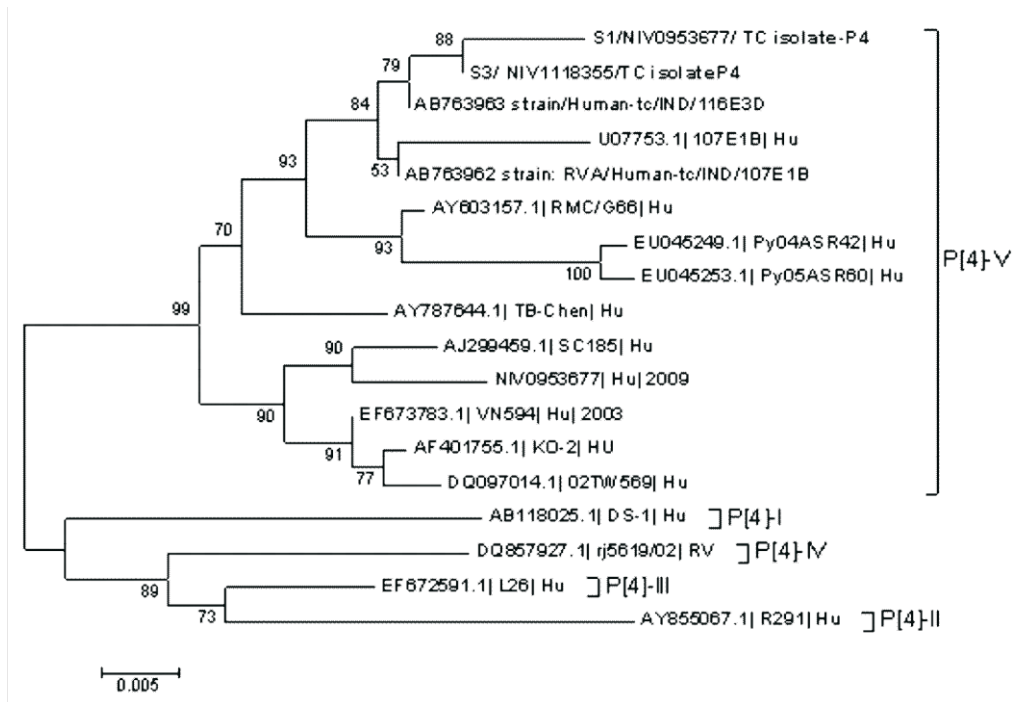 88
S1/NIV0953677/ TC isolate-P4
79
S3/ NIV1118355/TC isolateP4
84
AB763963 strain/Human-tc/IND/116E3D
U07753.1| 107E1B| Hu
93
53
AB763962 strain: RVA/Human-tc/IND/107E1B
AY603157.1| RMC/G66| Hu
70
93
EU045249.1| Py04ASR42| Hu
P[4]-V
100
EU045253.1| Py05ASR60| Hu
99
AY787644.1| TB-Chen| Hu
90
AJ299459.1| SC185| Hu
NIV0953677| Hu| 2009
90
EF673783.1| VN594| Hu| 2003
91
AF401755.1| KO-2| HU
77
DQ097014.1| 02TW569| Hu
AB118025.1| DS-1| Hu
P[4]-I
DQ857927.1| rj5619/02| RV
P[4]-IV
89
EF672591.1| L26| Hu
P[4]-III
73
AY855067.1| R291| Hu
P[4]-II
0.005